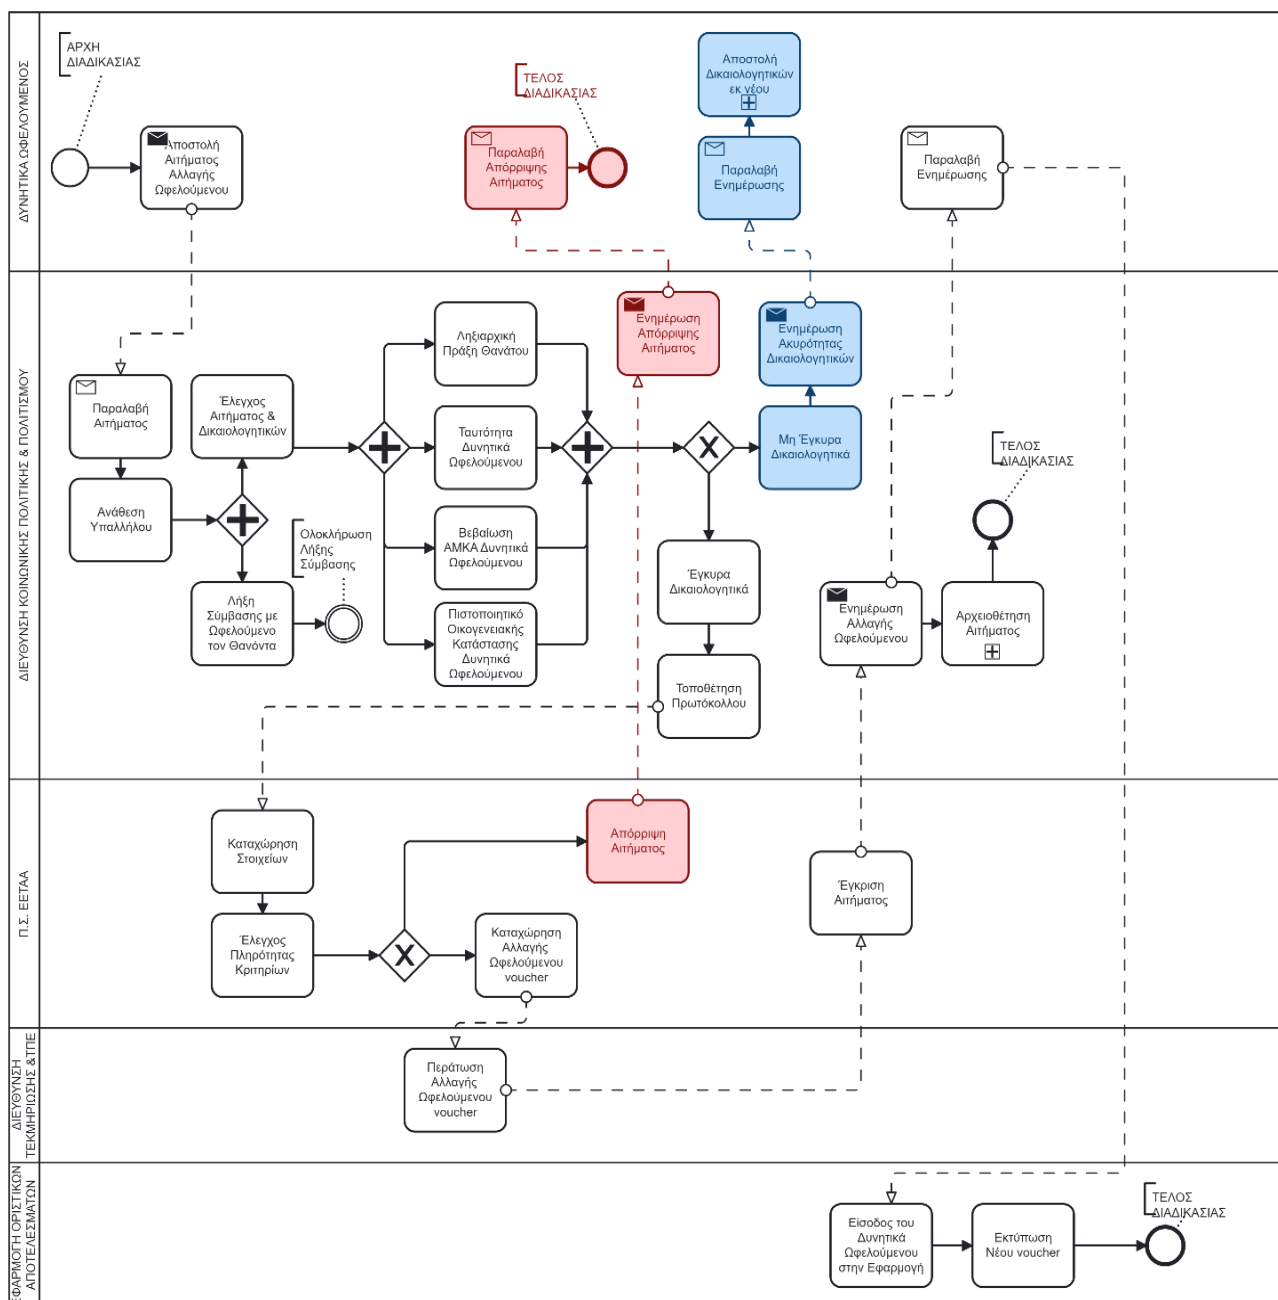 ΔΥΝΗΤΙΚΑ ΩΦΕΛΟΥΜΕΝΟΣ
ΑΡΧΗ
ΔΙΑΔΙΚΑΣΙΑΣ
Αποστολή
Αιτήματος
Αλλαγής
Ωφελούμενου
ΤΕΛΟΣ
ΔΙΑΔΙΚΑΣΙΑΣ
Παραλαβή
Απόρριψης
Αιτήματος
Αποστολή
Δικαιολογητικών
εκ νέου
Παραλαβή
Ενημέρωσης
Παραλαβή
Ενημέρωσης
ΔΙΕΥΘΥΝΣΗ ΚΟΙΝΩΝΙΚΗΣ ΠΟΛΙΤΙΚΗΣ & ΠΟΛΙΤΙΣΜΟΥ
Παραλαβή
Αιτήματος
Ανάθεση
Υπαλλήλου
Έλεγχος
Αιτήματος &
Δικαιολογητικών
Λήξη
Σύμβασης με
Ωφελούμενο
τον Θανόντα
Ολοκλήρωση
Λήξης
Σύμβασης
Ληξιαρχική
Πράξη Θανάτου
Ταυτότητα
Δυνητικά
Ωφελούμενου
Βεβαίωση
ΑΜΚΑ Δυνητικά
Ωφελούμενου
Πιστοποιητικό
Οικογενειακής
Κατάστασης
Δυνητικά
Ωφελούμενου
Ενημέρωση
Απόρριψης
Αιτήματος
Ενημέρωση
Ακυρότητας
Δικαιολογητικών
Μη Έγκυρα
Δικαιολογητικά
Έγκυρα
Δικαιολογητικά
Τοποθέτηση
Πρωτόκολλου
Ενημέρωση
Αλλαγής
Ωφελούμενου
Αρχειοθέτηση
Αιτήματος
ΤΕΛΟΣ
ΔΙΑΔΙΚΑΣΙΑΣ
Π.Σ. ΕΕΤΑΑ
Καταχώρηση
Στοιχείων
Έλεγχος
Πληρότητας
Κριτηρίων
Απόρριψη
Αιτήματος
Καταχώρηση
Αλλαγής
Ωφελούμενου
voucher
Έγκριση
Αιτήματος
ΔΙΕΥΘΥΝΣΗ
ΤΕΚΜΗΡΙΩΣΗΣ &ΤΠΕ
Περάτωση
Αλλαγής
Ωφελούμενου
voucher
ΕΦΑΡΜΟΓΗ ΟΡΙΣΤΙΚΩΝ
ΑΠΟΤΕΛΕΣΜΑΤΩΝ
Είσοδος του
Δυνητικά
Ωφελούμενου
στην Εφαρμογή
Εκτύπωση
Νέου voucher
ΤΕΛΟΣ
ΔΙΑΔΙΚΑΣΙΑΣ